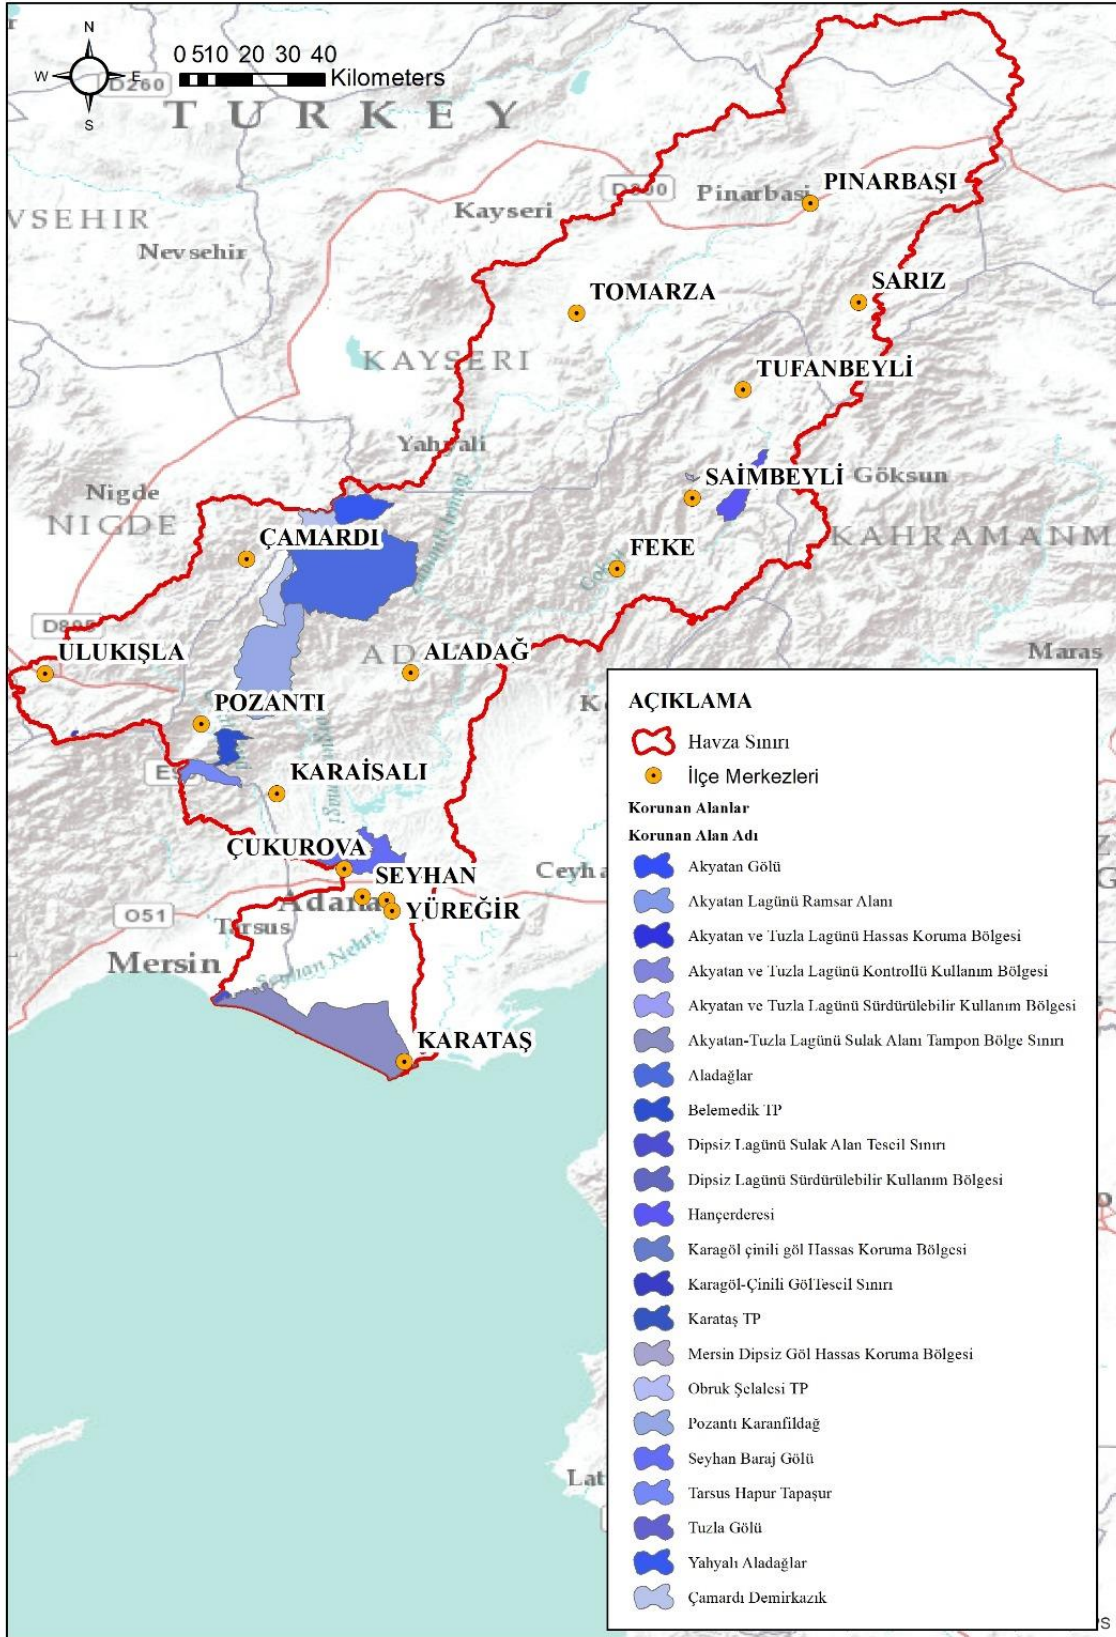 N
W E
S
0 5 10 20 30 40
Kilometers
D260
TURKEY
D300
Pinarbasi
PINARBAŞI
Kayseri
VSEHIR
Nevsehir
TOMARZA
SARIZ
KAYSERI
TUFANBEYLİ
Yahyali
SAİMBEYLİ
Göksun
Nigde
NIGDE
KAHRAMANM
ÇAMARDI
FEKE
ULUKIŞLA
ALADAĞ
Maras
POZANTI
KARAİSALI
ÇUKUROVA
SEYHAN
Ceyha
Adana
YÜREĞİR
O51
Tarsus
Mersin
Seyhan Nehri
KARATAŞ
Lat
AÇIKLAMA
Havza Sınırı
İlçe Merkezleri
Korunan Alanlar
Korunan Alan Adı
Akyatan Gölü
Akyatan Lagünü Ramsar Alanı
Akyatan ve Tuzla Lagünü Hassas Koruma Bölgesi
Akyatan ve Tuzla Lagünü Kontrollü Kullanım Bölgesi
Akyatan ve Tuzla Lagünü Sürdürülebilir Kullanım Bölgesi
Akyatan-Tuzla Lagünü Sulak Alanı Tampon Bölge Sınırı
Aladağlar
Belemedik TP
Dipsiz Lagünü Sulak Alan Tescil Sınırı
Dipsiz Lagünü Sürdürülebilir Kullanım Bölgesi
Hançerderesi
Karagöl çinili göl Hassas Koruma Bölgesi
Karagöl-Çinili GölTescil Sınırı
Karataş TP
Mersin Dipsiz Göl Hassas Koruma Bölgesi
Obruk Şelalesi TP
Pozantı Karanfildağ
Seyhan Baraj Gölü
Tarsus Hapur Tapaşur
Tuzla Gölü
Yahyalı Aladağlar
Çamardı Demirkazık